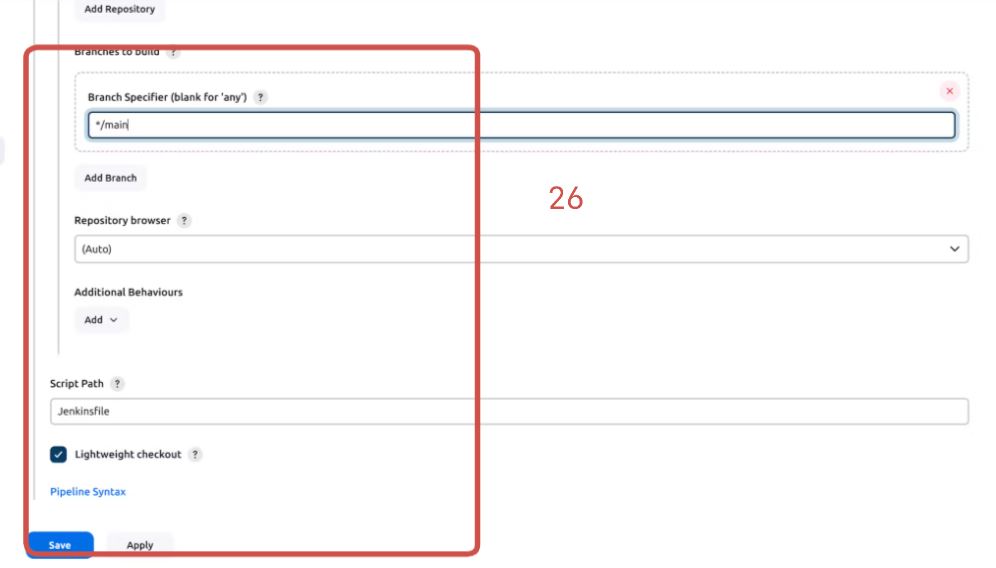 Add Repository
Branches to build ?
Branch Specifier (blank for 'any') ?
*/main
Add Branch
26
Repository browser ?
(Auto)
Additional Behaviours
Add
Script Path ?
Jenkinsfile
Lightweight checkout ?
Pipeline Syntax
Save Apply